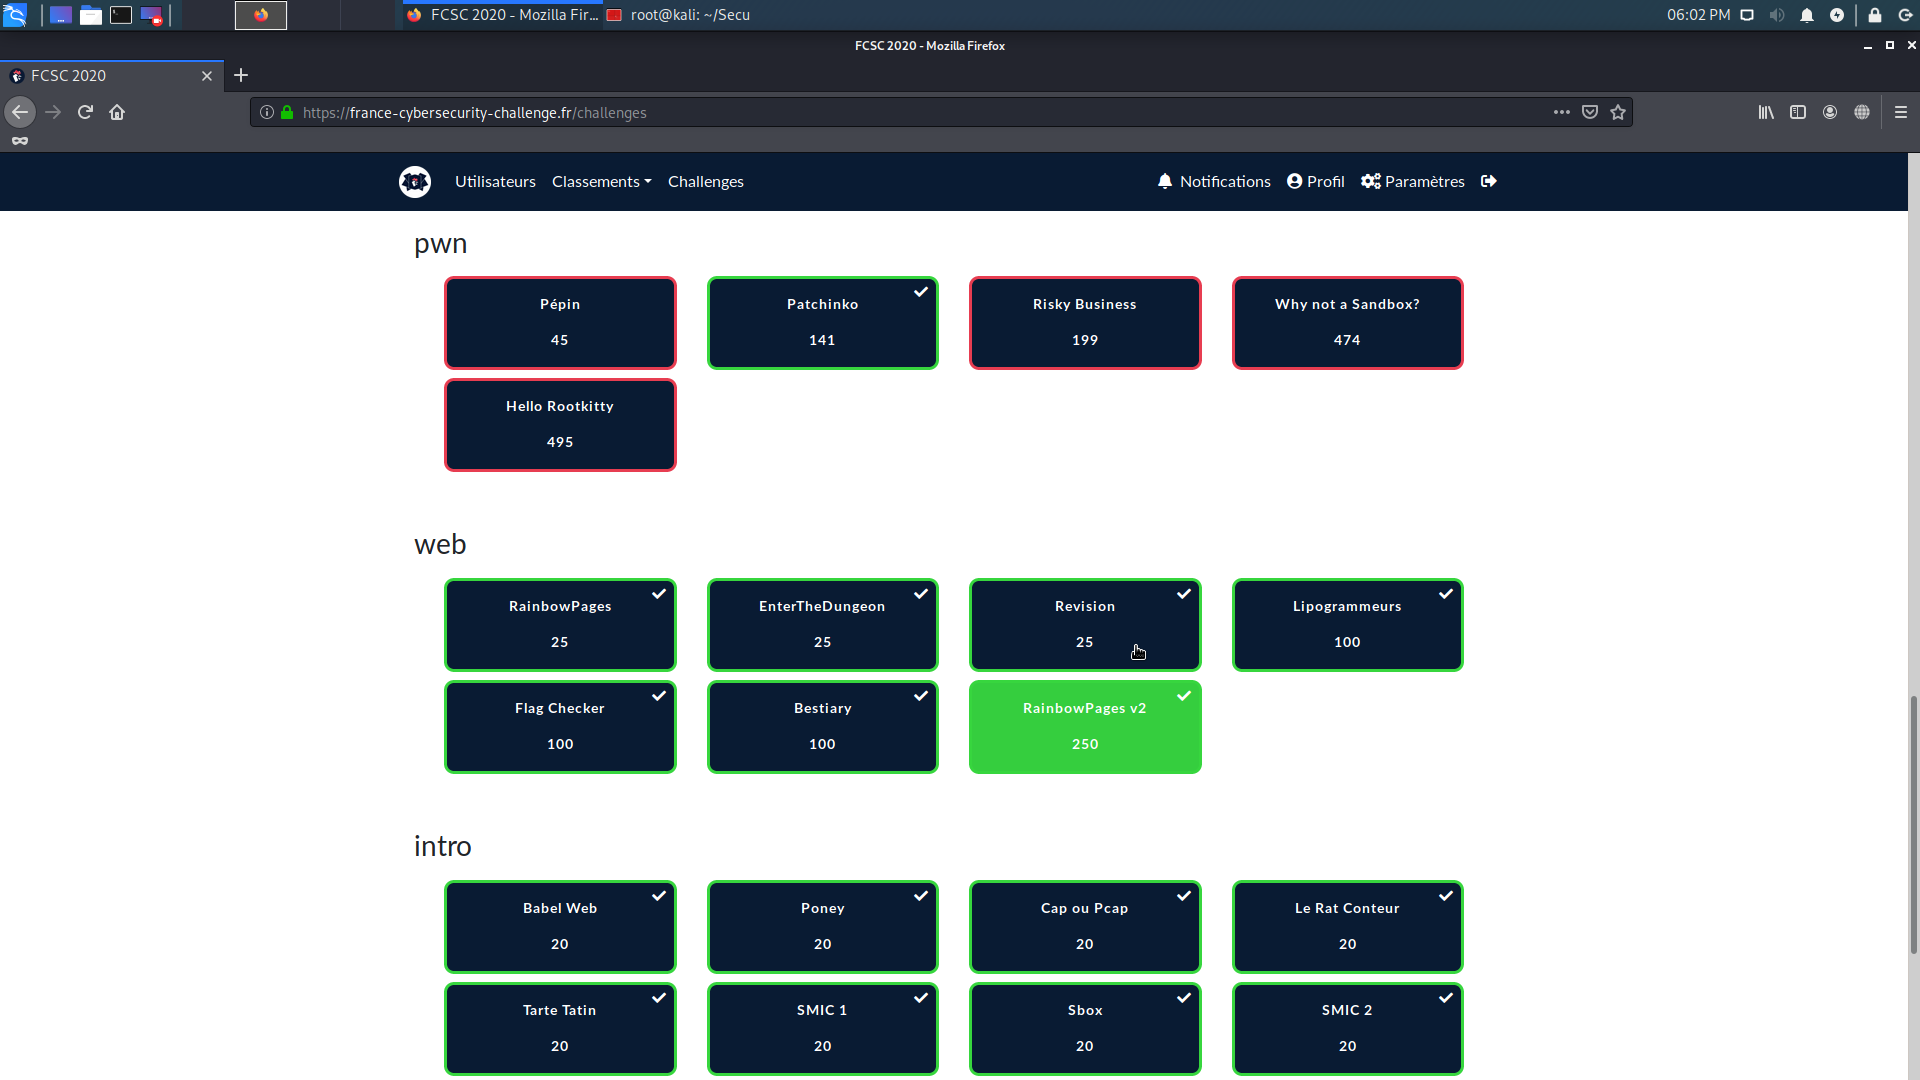 FCSC 2020 - Mozilla Fir...
root@kali: ~/Secu
06:02 PM
FCSC 2020 - Mozilla Firefox
FCSC 2020
https://france-cybersecurity-challenge.fr/challenges
Utilisateurs
Classements
Challenges
Notifications
Profil
Paramètres
pwn
Pépin
Patchinko
Risky Business
Why not a Sandbox?
45
141
199
474
Hello Rootkitty
495
web
RainbowPages
EnterTheDungeon
Revision
Lipogrammeurs
25
25
25
100
Flag Checker
Bestiary
RainbowPages v2
100
100
250
intro
Babel Web
Poney
Cap ou Pcap
Le Rat Conteur
20
20
20
20
Tarte Tatin
SMIC 1
Sbox
SMIC 2
20
20
20
20